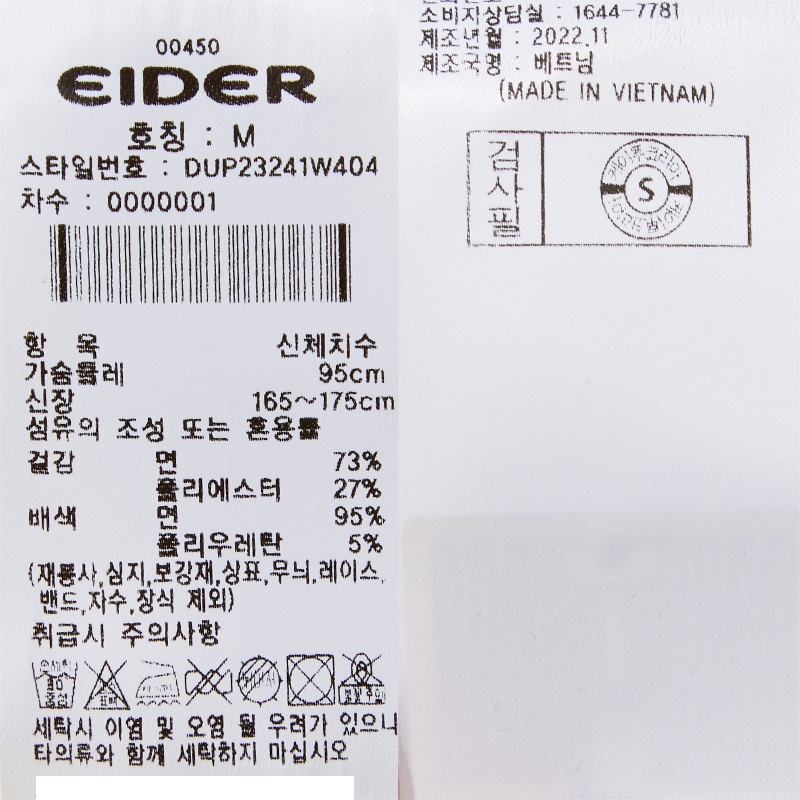 00450
EIDER
호칭 : M
스타일번호 : DUP23241W404
차수 : 0000001
항 목 신체치수
가슴둘레 95cm
신장 165~175cm
섬유의 조성 또는 혼용률
겉감 면 73%
폴리에스터 27%
배색 면 95%
폴리우레탄 5%
(재봉사,심지,보강재,상표,무늬,레이스,
밴드,자수,장식 제외)
취급시 주의사항
손세탁
중성
세탁시 이염 및 오염 될 우려가 있으니
타의류와 함께 세탁하지 마십시오
소비자상담실 : 1644-7781
제조년월 : 2022.11
제조국명 : 베트남
(MADE IN VIETNAM)
검사필
S